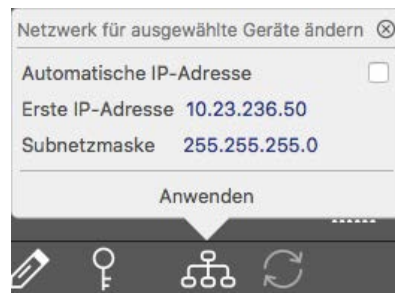 Netzwerk für ausgewählte Geräte ändern
Automatische IP-Adresse
Erste IP-Adresse 10.23.236.50
Subnetzmaske 255.255.255.0
Anwenden